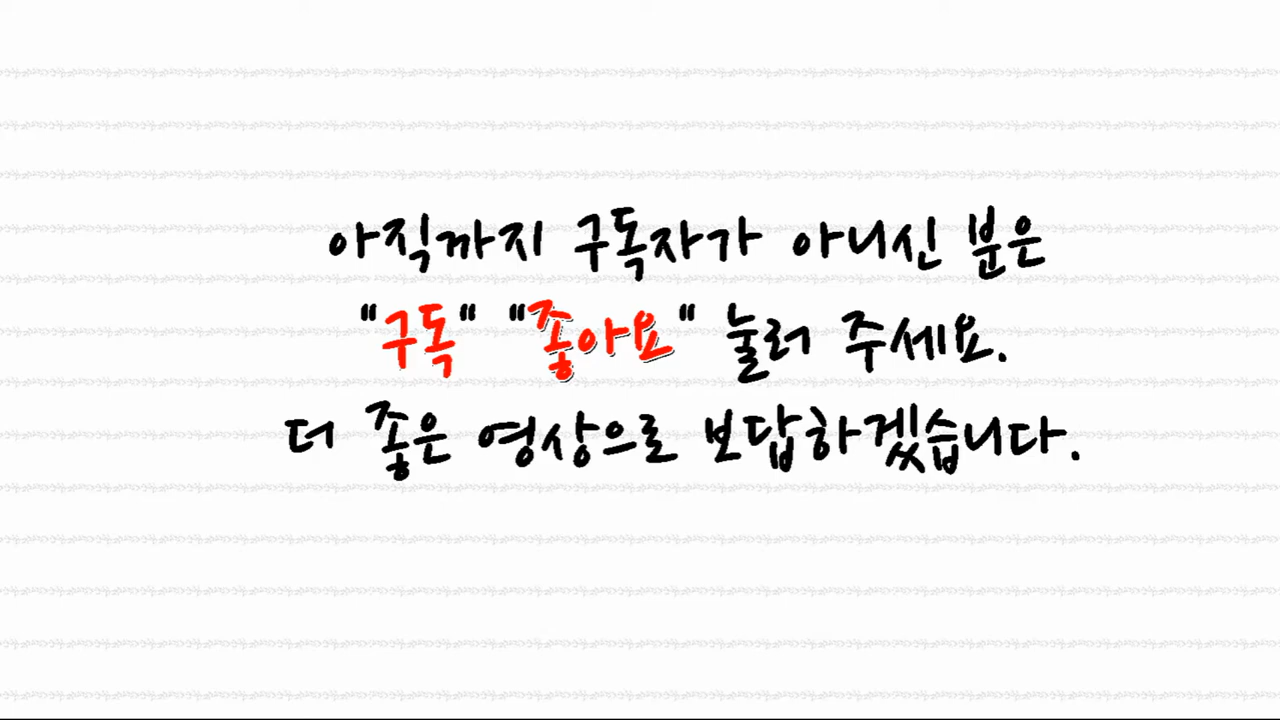 아직까지 구독자가 아니신 분은
"구독" "좋아요" 눌러 주세요.
더 좋은 영상으로 보답하겠습니다.